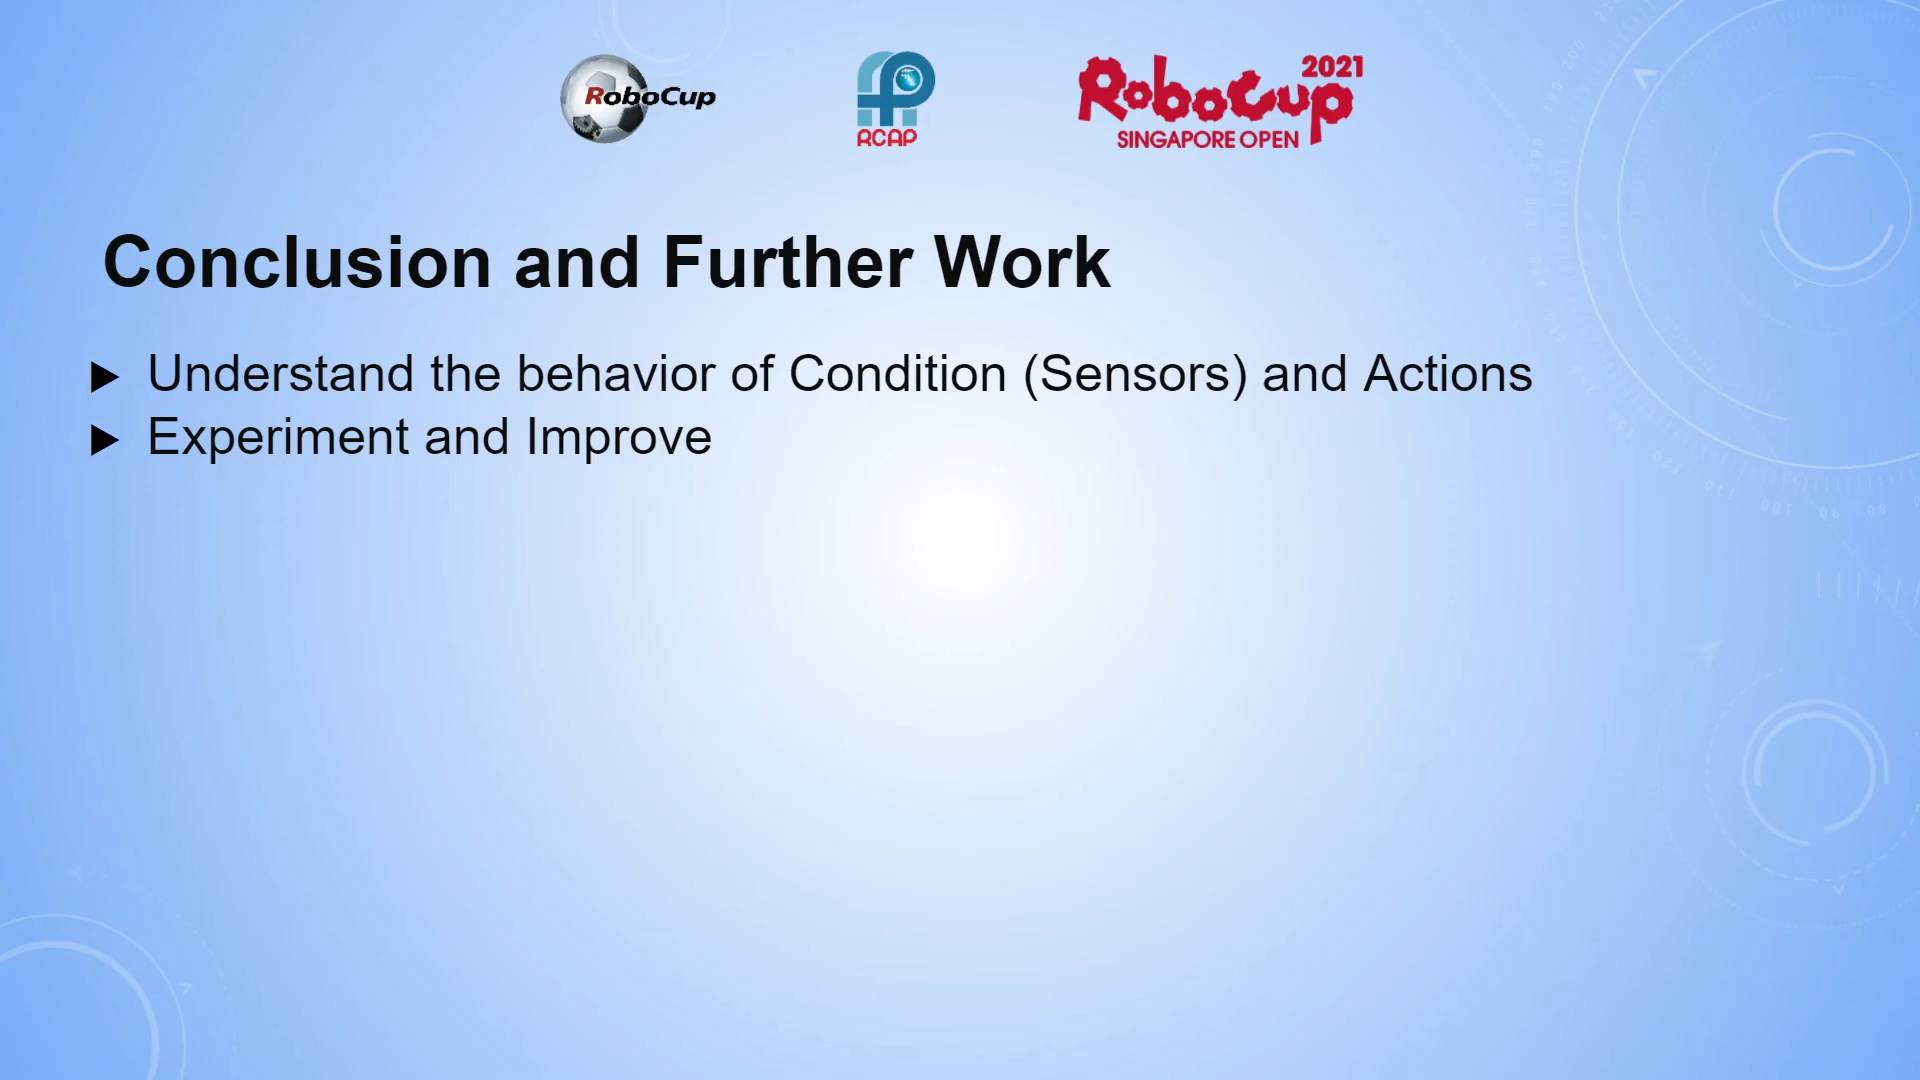 RoboCup
RCAP
RoboCup 2021
SINGAPORE OPEN
Conclusion and Further Work
Understand the behavior of Condition (Sensors) and Actions
Experiment and Improve